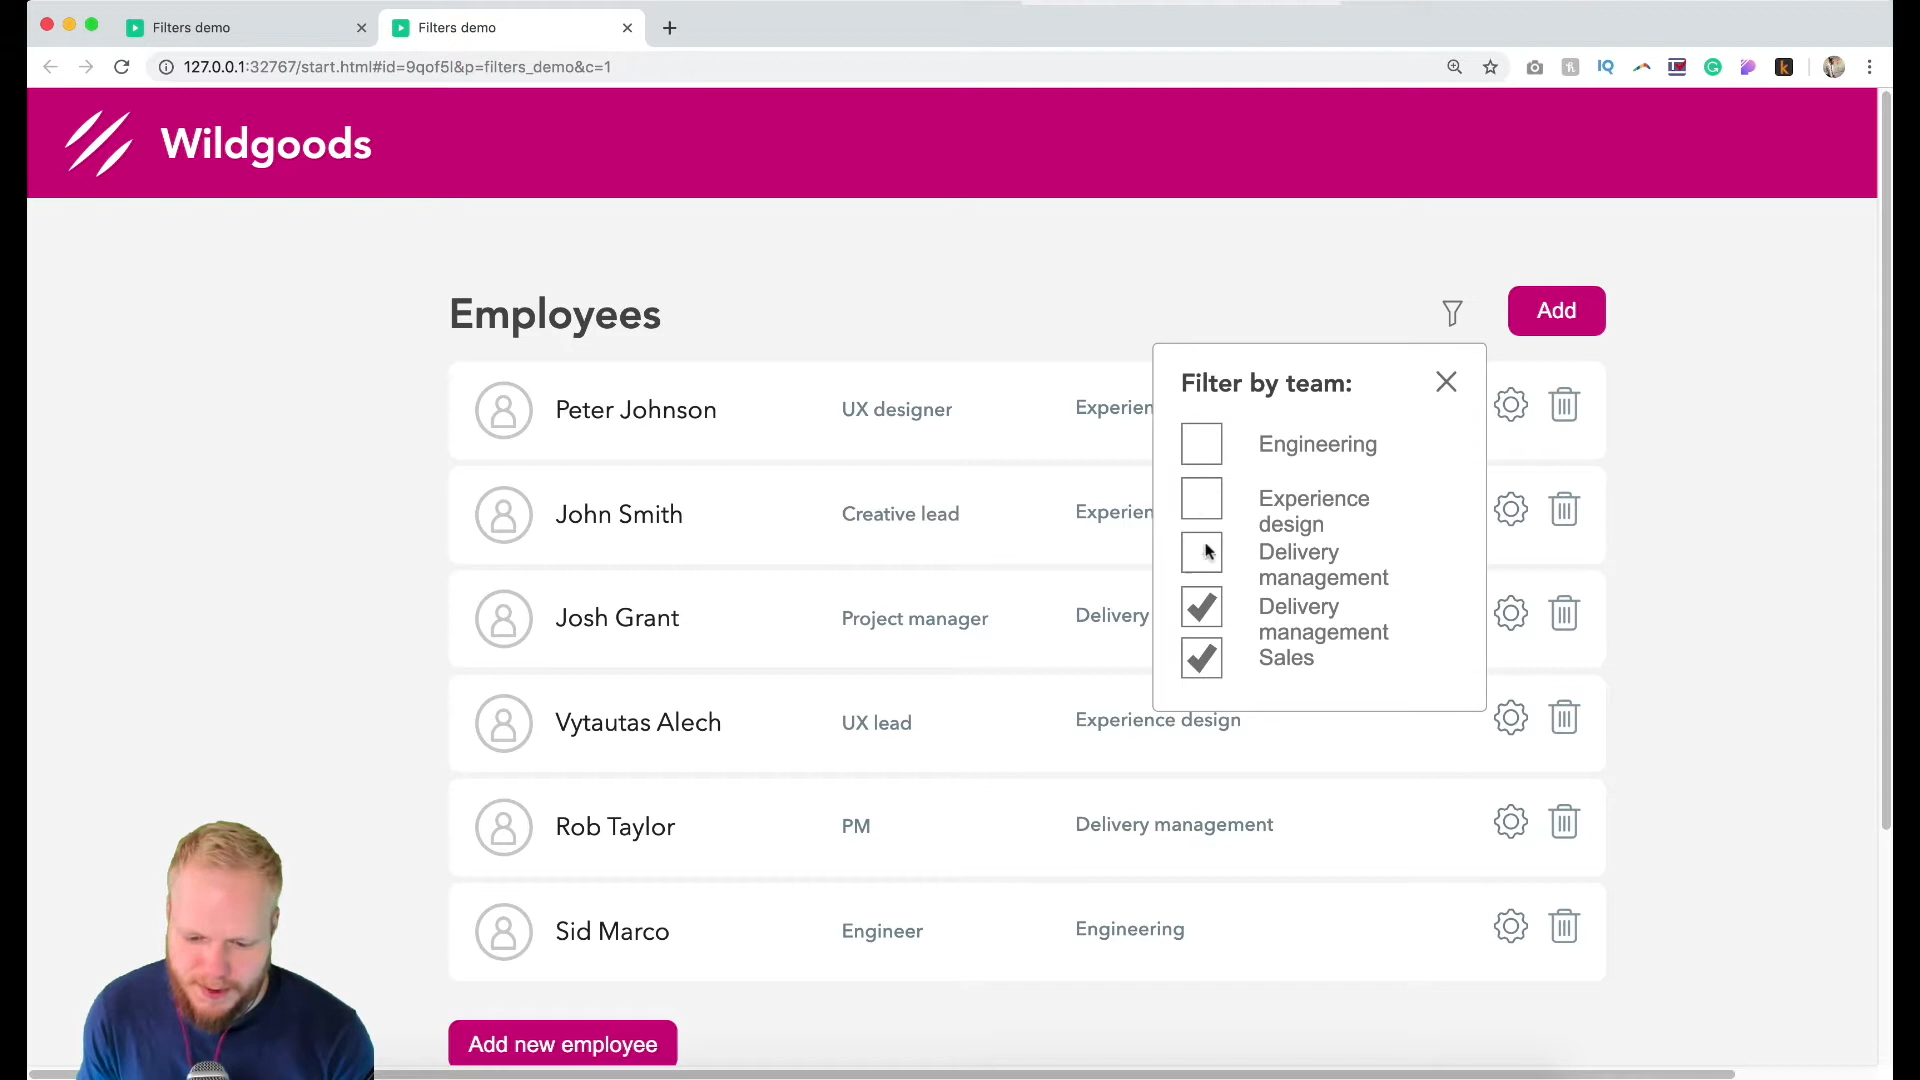 Filters demo
Filters demo
127.0.0.1:32767/start.html#id=9qof5l&p=filters_demo&c=1
IQ
k
Wildgoods
Employees
Add
Filter by team:
Engineering
Experience
design
Delivery
management
Delivery
management
Sales
Peter Johnson
UX designer
Experien
John Smith
Creative lead
Experien
Josh Grant
Project manager
Delivery
Vytautas Alech
UX lead
Experience design
Rob Taylor
PM
Delivery management
Sid Marco
Engineer
Engineering
Add new employee